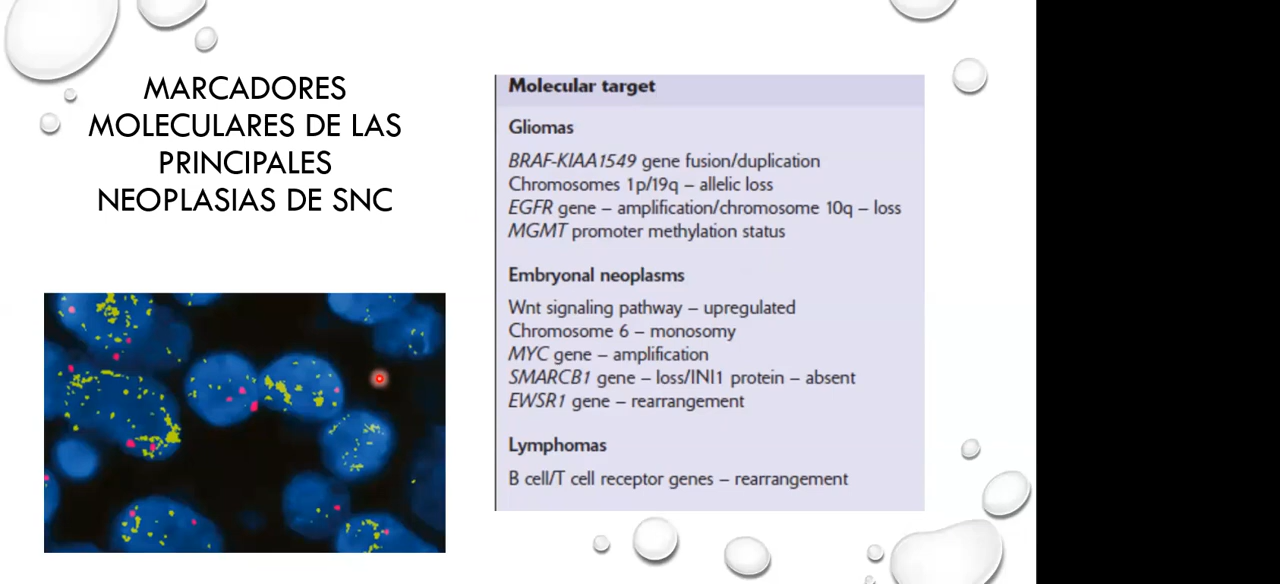 MARCADORES
MOLECULARES DE LAS
PRINCIPALES
NEOPLASIAS DE SNC
Molecular target
Gliomas
BRAF-KIAA1549 gene fusion/duplication
Chromosomes 1p/19q – allelic loss
EGFR gene – amplification/chromosome 10q – loss
MGMT promoter methylation status
Embryonal neoplasms
Wnt signaling pathway – upregulated
Chromosome 6 – monosomy
MYC gene – amplification
SMARCB1 gene – loss/INI1 protein – absent
EWSR1 gene – rearrangement
Lymphomas
B cell/T cell receptor genes – rearrangement